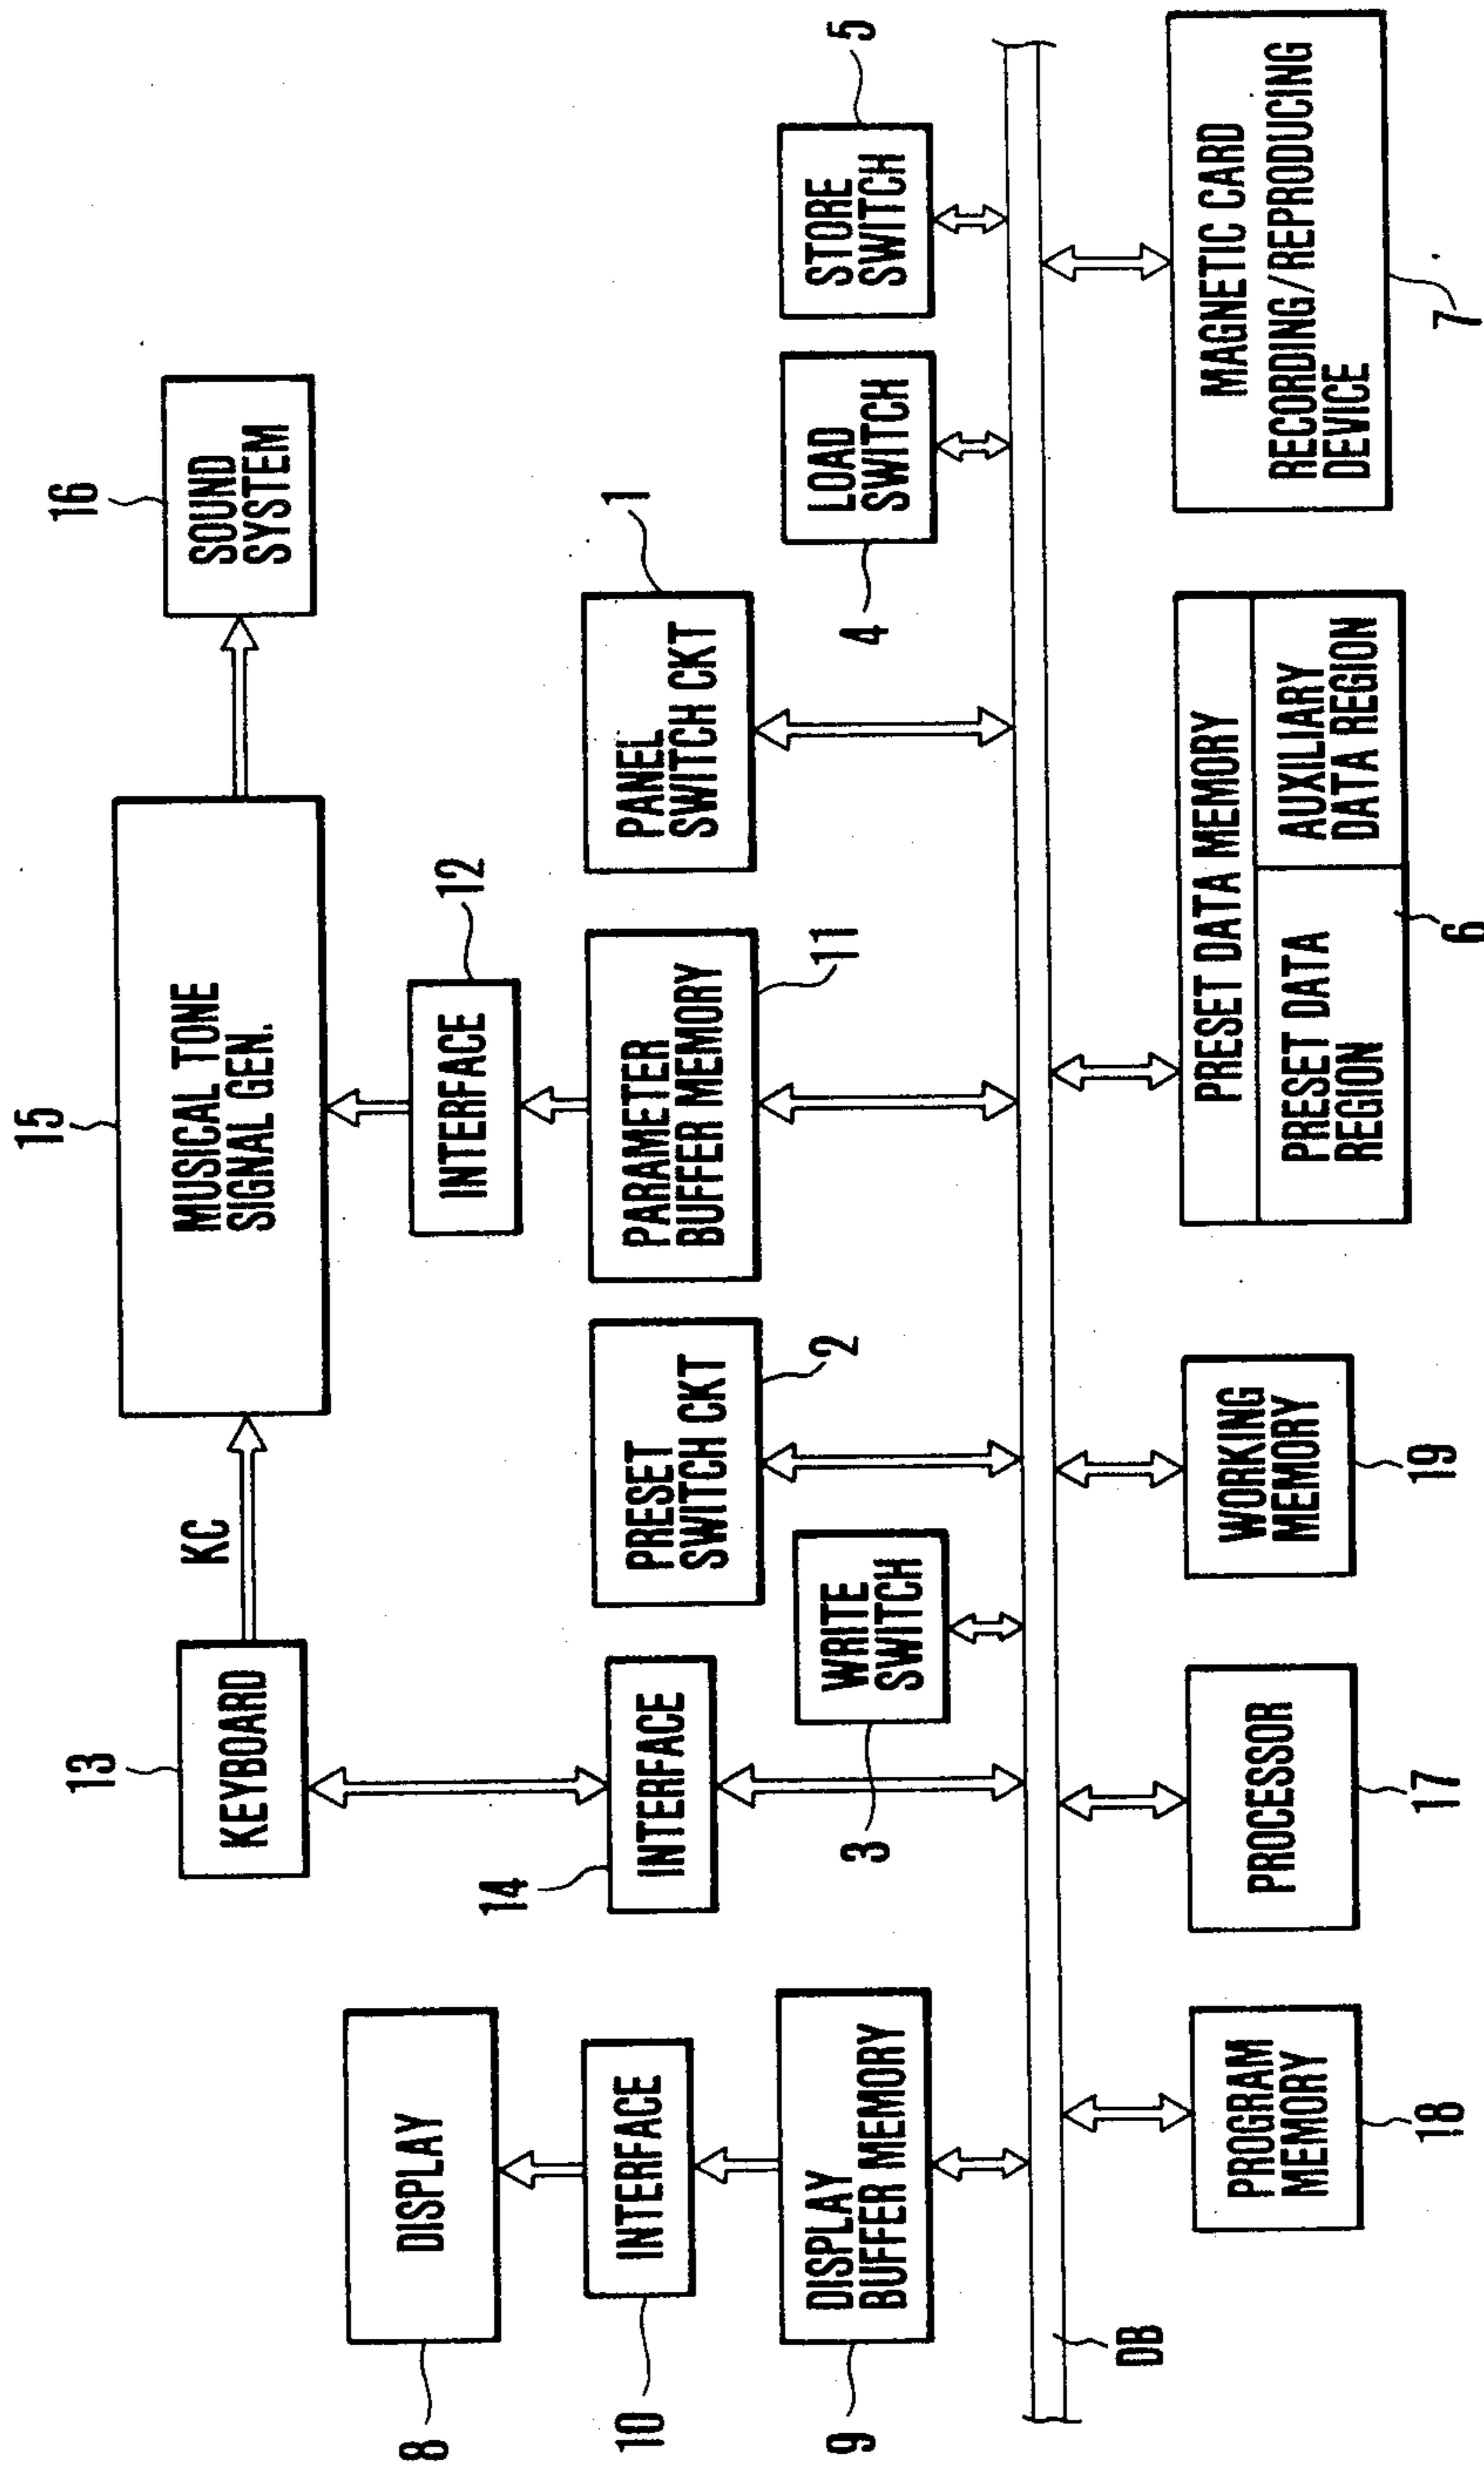 15
16
13
KEYBOARD
KC
MUSICAL TONE
SIGNAL GEN.
SOUND
SYSTEM
8
DISPLAY
14
12
INTERFACE
1
10
INTERFACE
INTERFACE
PRESET
SWITCH CKT
2
PARAMETER
BUFFER MEMORY
11
PANEL
SWITCH CKT
9
DISPLAY
BUFFER MEMORY
3
WRITE
SWITCH
4
LOAD
SWITCH
STORE
SWITCH
5
DB
PROGRAM
MEMORY
18
PROCESSOR
17
WORKING
MEMORY
19
PRESET DATA MEMORY
PRESET DATA
REGION
AUXILIARY
DATA REGION
6
MAGNETIC CARD
RECORDING/REPRODUCING
DEVICE
7